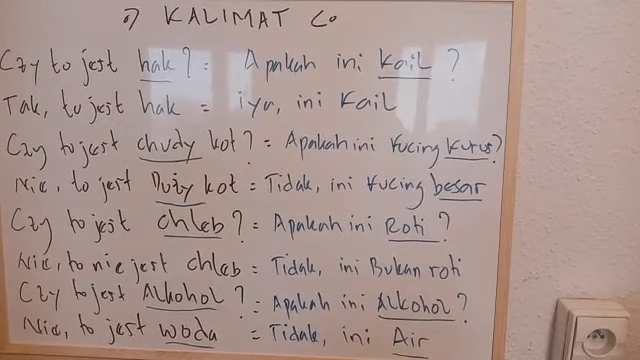 KALIMAT Co
Czy to jest hak? = Apakah ini kail?
Tak, to jest hak = iya, ini kail
Czy to jest chudy kot? = Apakah ini kucing kurus?
Nie, to jest Duży kot = Tidak, ini kucing besar
Czy to jest chleb? = Apakah ini Roti?
Nie, to nie jest chleb = Tidak, ini Bukan roti
Czy to jest Alkohol? = Apakah ini Alkohol?
Nie, to jest woda = Tidak, ini Air